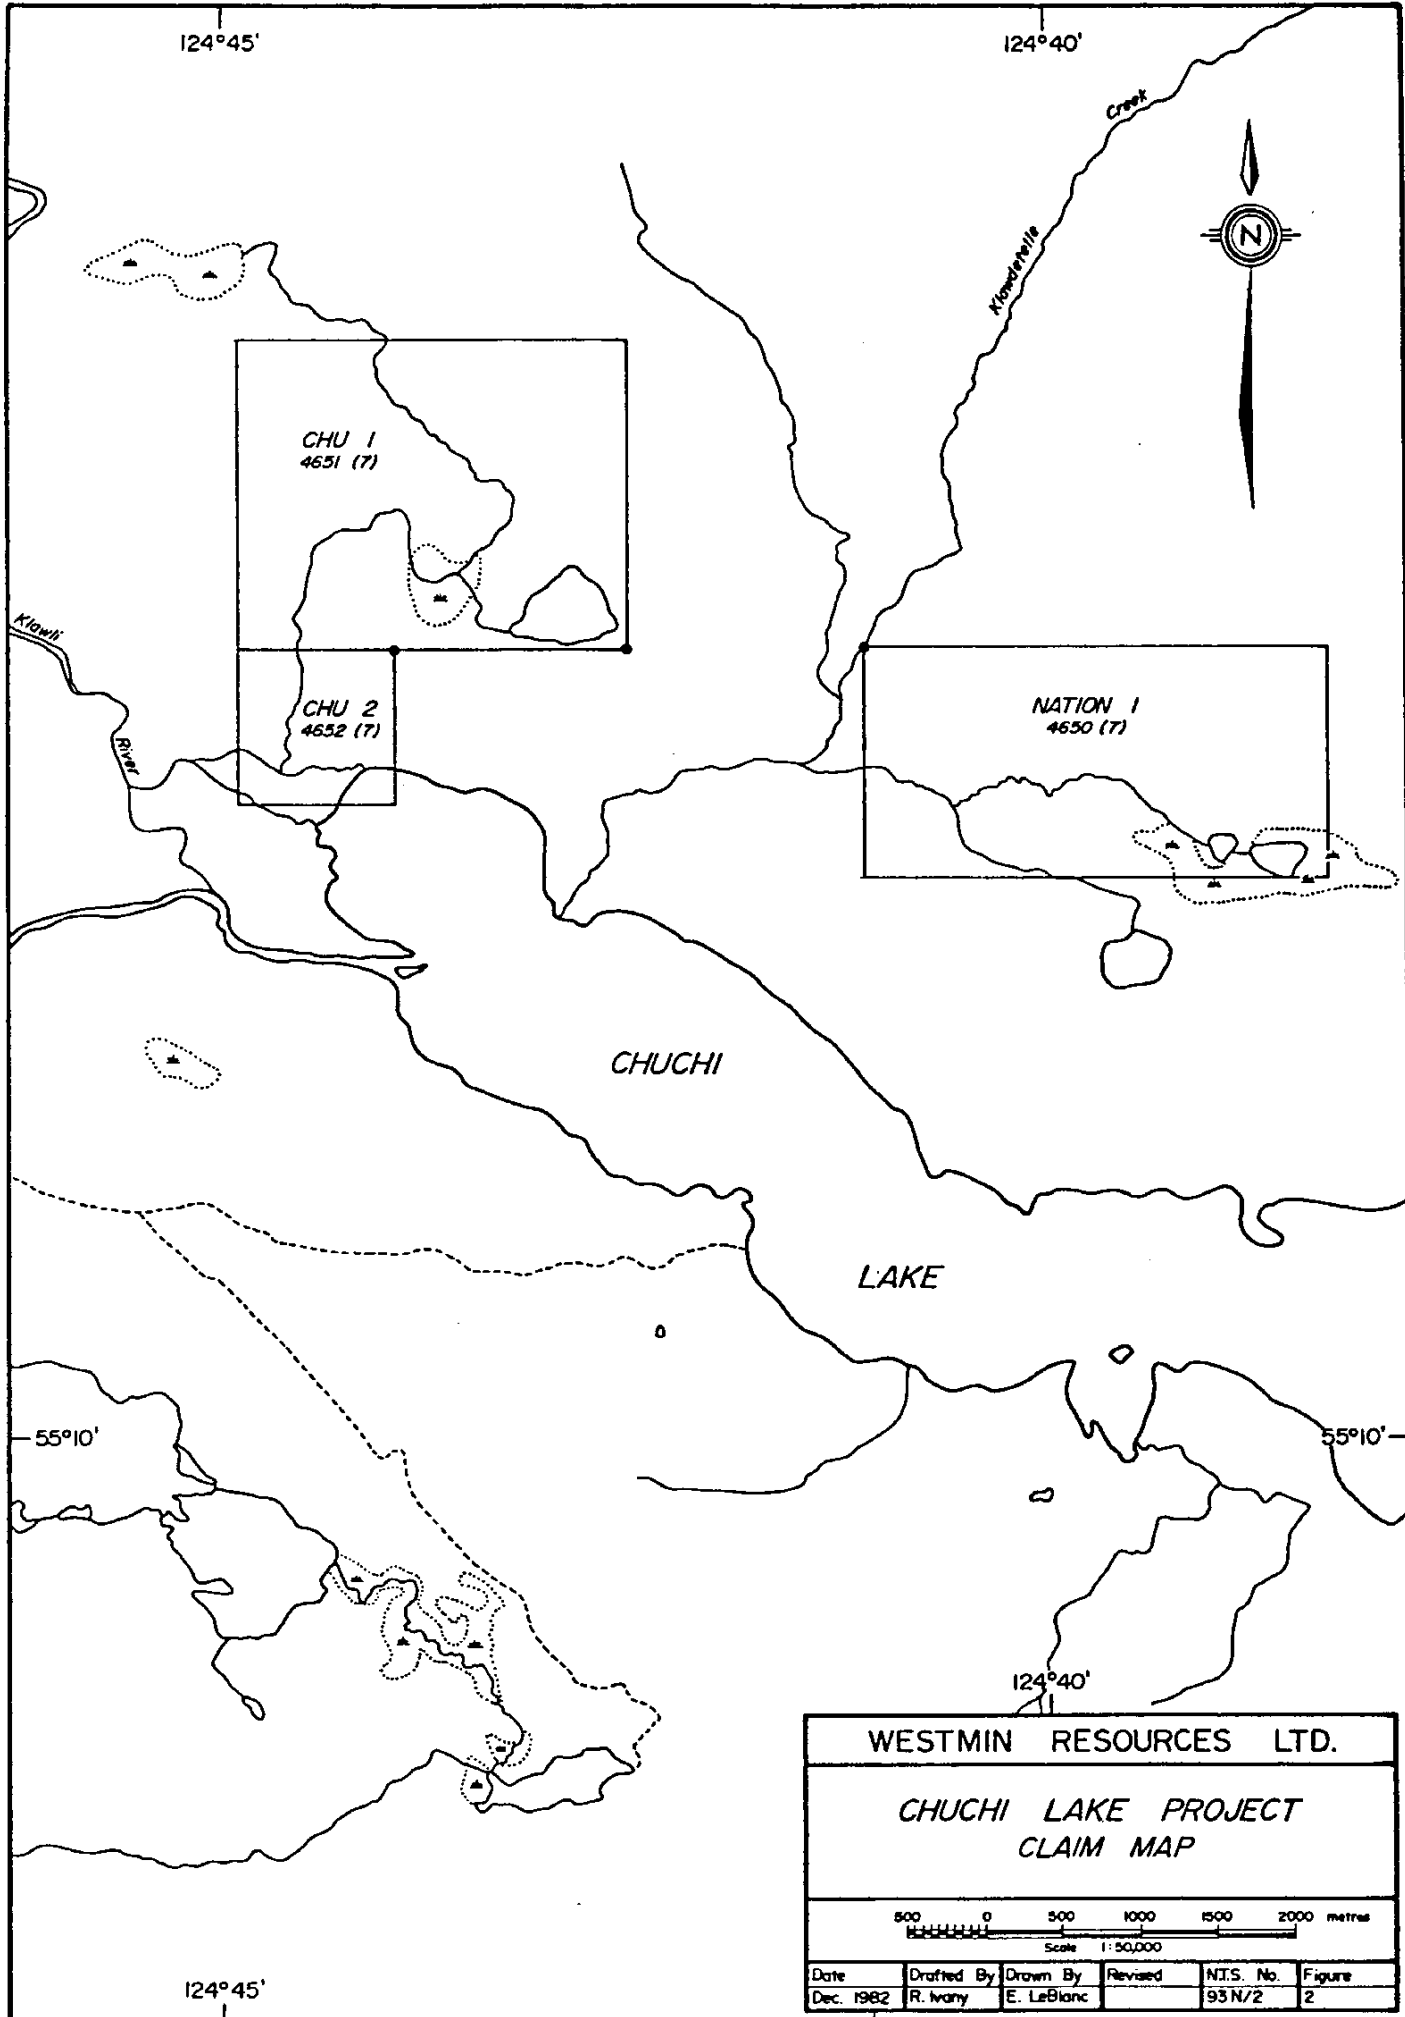 124°45'
124°40'
Creek
Klawdetelle
N
CHU 1
4651 (7)
Klawli
River
CHU 2
4652 (7)
NATION 1
4650 (7)
CHUCHI
LAKE
55°10'
55°10'
124°40'
124°45'
WESTMIN RESOURCES LTD.
CHUCHI LAKE PROJECT
CLAIM MAP
500 0 500 1000 1500 2000 metres
Scale 1:50,000
Date Drafted By Drawn By Revised N.T.S. No. Figure
Dec. 1982 R. Ivany E. LeBlanc 93 N/2 2